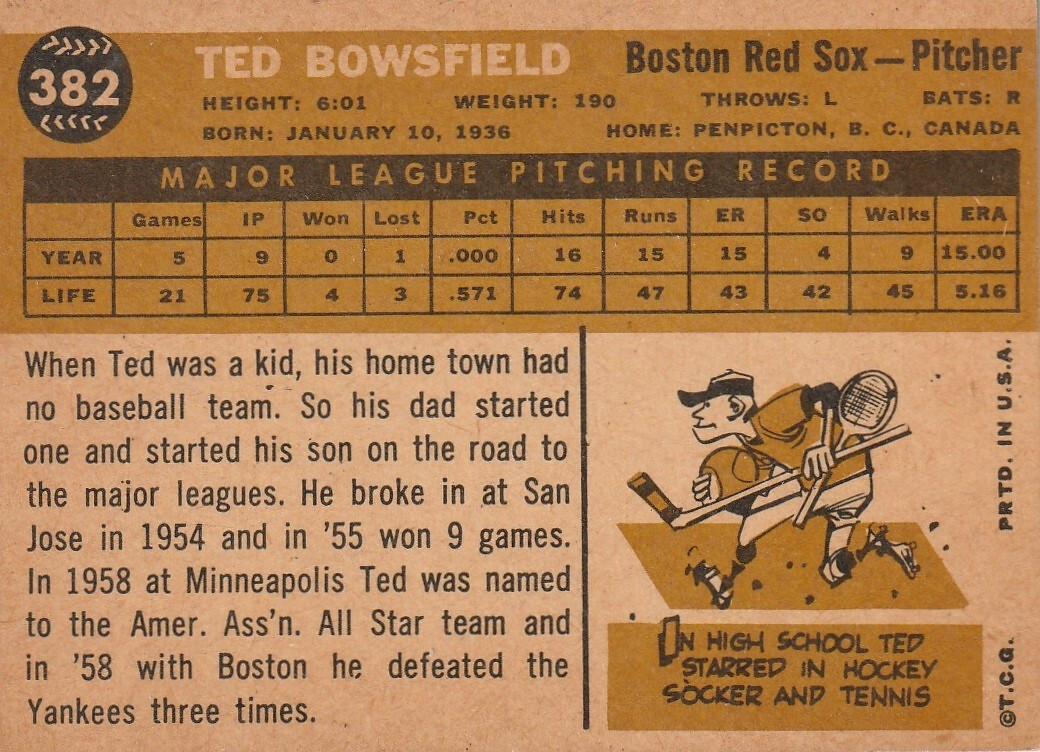 382
TED BOWSFIELD
Boston Red Sox—Pitcher
HEIGHT: 6:01 WEIGHT: 190 THROWS: L BATS: R
BORN: JANUARY 10, 1936 HOME: PENPICTON, B. C., CANADA
MAJOR LEAGUE PITCHING RECORD
Games IP Won Lost Pct Hits Runs ER SO Walks ERA
YEAR 5 9 0 1 .000 16 15 15 4 9 15.00
LIFE 21 75 4 3 .571 74 47 43 42 45 5.16
When Ted was a kid, his home town had
no baseball team. So his dad started
one and started his son on the road to
the major leagues. He broke in at San
Jose in 1954 and in '55 won 9 games.
In 1958 at Minneapolis Ted was named
to the Amer. Ass'n. All Star team and
in '58 with Boston he defeated the
Yankees three times.
IN HIGH SCHOOL TED
STARRED IN HOCKEY
SOCKER AND TENNIS
©T.C.G. PRTD. IN U.S.A.